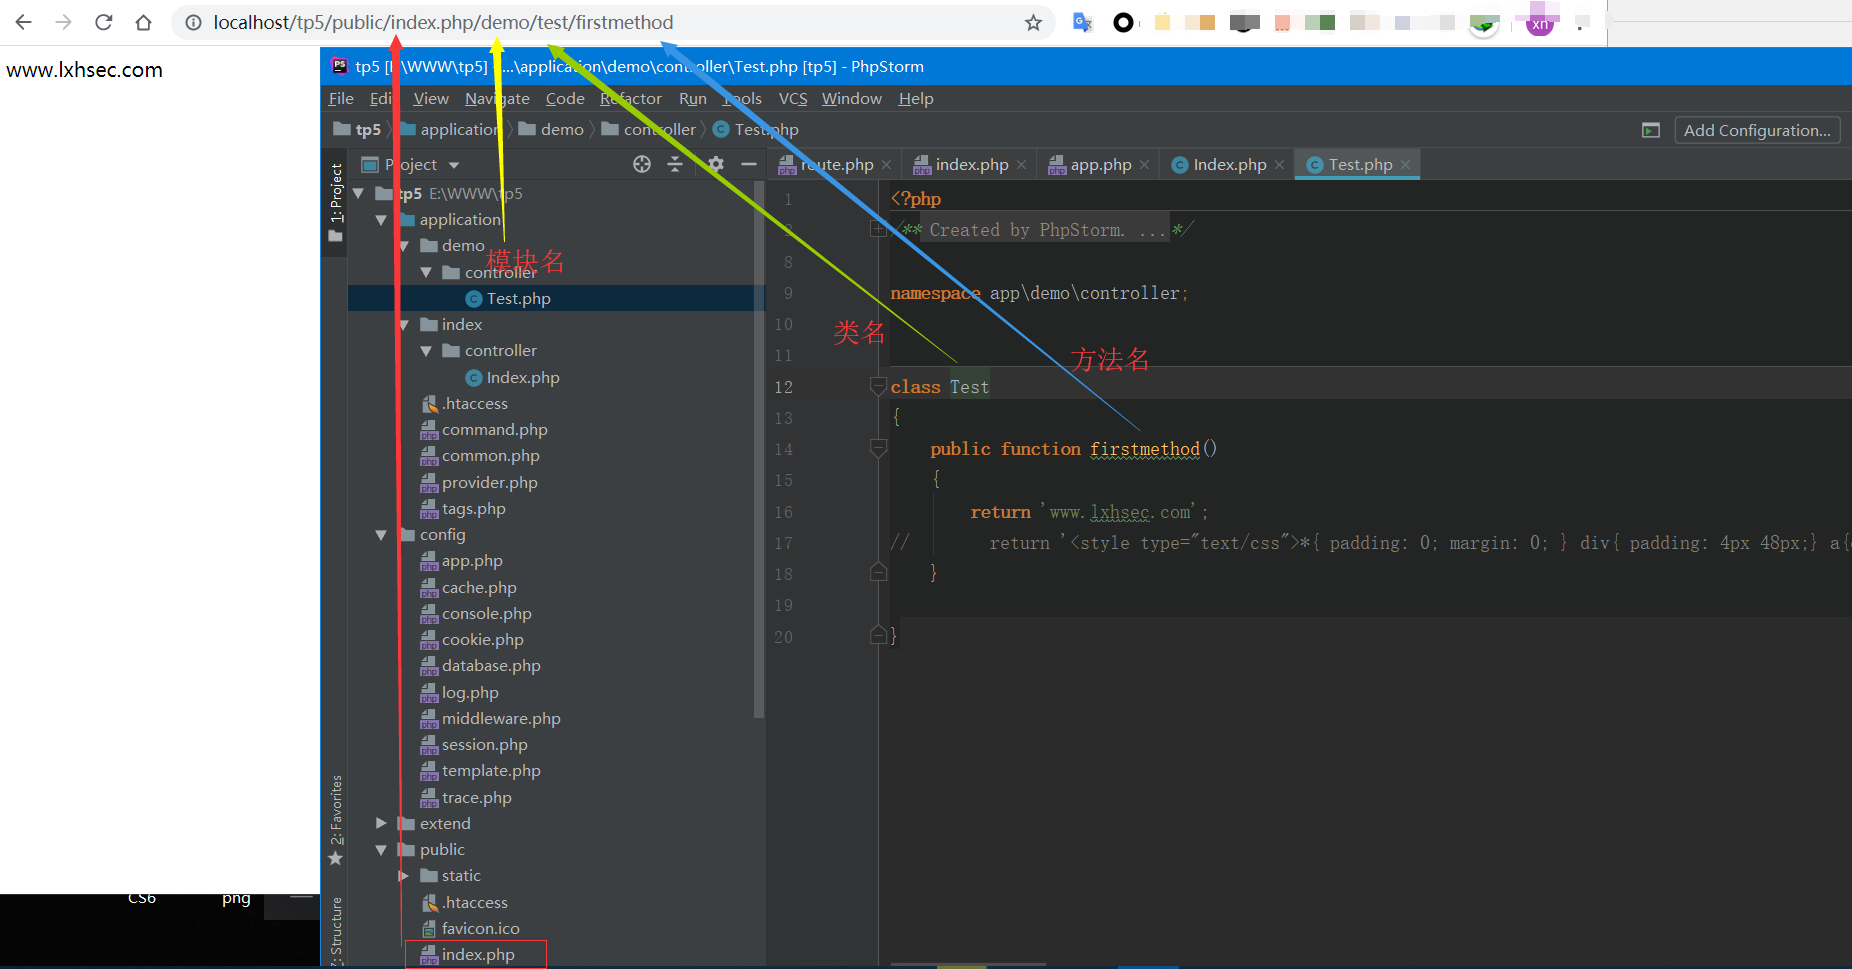 localhost/tp5/public/index.php/demo/test/firstmethod
xn
www.lxhsec.com
tp5 [E:\WWW\tp5] - ...\application\demo\controller\Test.php [tp5] - PhpStorm
File Edit View Navigate Code Refactor Run Tools VCS Window Help
tp5 application demo controller Test.php
Add Configuration...
Project
route.php index.php app.php Index.php Test.php
1: Project
2: Favorites
7: Structure
tp5 E:\WWW\tp5
application
demo
模块名
controller
Test.php
index
controller
Index.php
.htaccess
command.php
common.php
provider.php
tags.php
config
app.php
cache.php
console.php
cookie.php
database.php
log.php
middleware.php
session.php
template.php
trace.php
extend
public
static
.htaccess
favicon.ico
index.php
1 <?php
/** Created by PhpStorm. ... */
8
9 namespace app\demo\controller;
10
类名
11
方法名
12 class Test
13 {
14 public function firstmethod()
15 {
16 return 'www.lxhsec.com';
17 // return '<style type="text/css">*{ padding: 0; margin: 0; } div{ padding: 4px 48px;} a{
18 }
19
20 }
CS6
png